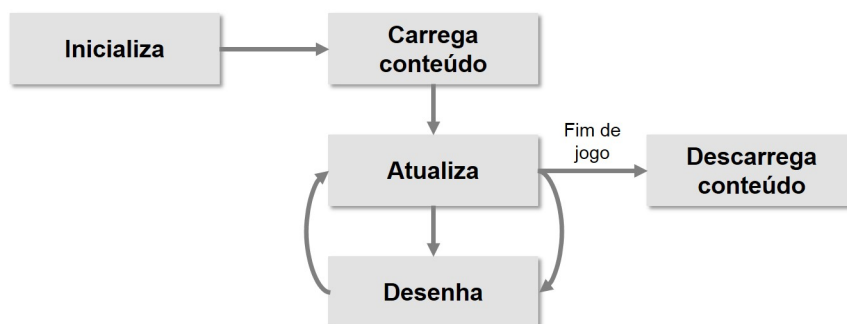 Inicializa
Carrega
conteúdo
Atualiza
Fim de
jogo
Descarrega
conteúdo
Desenha